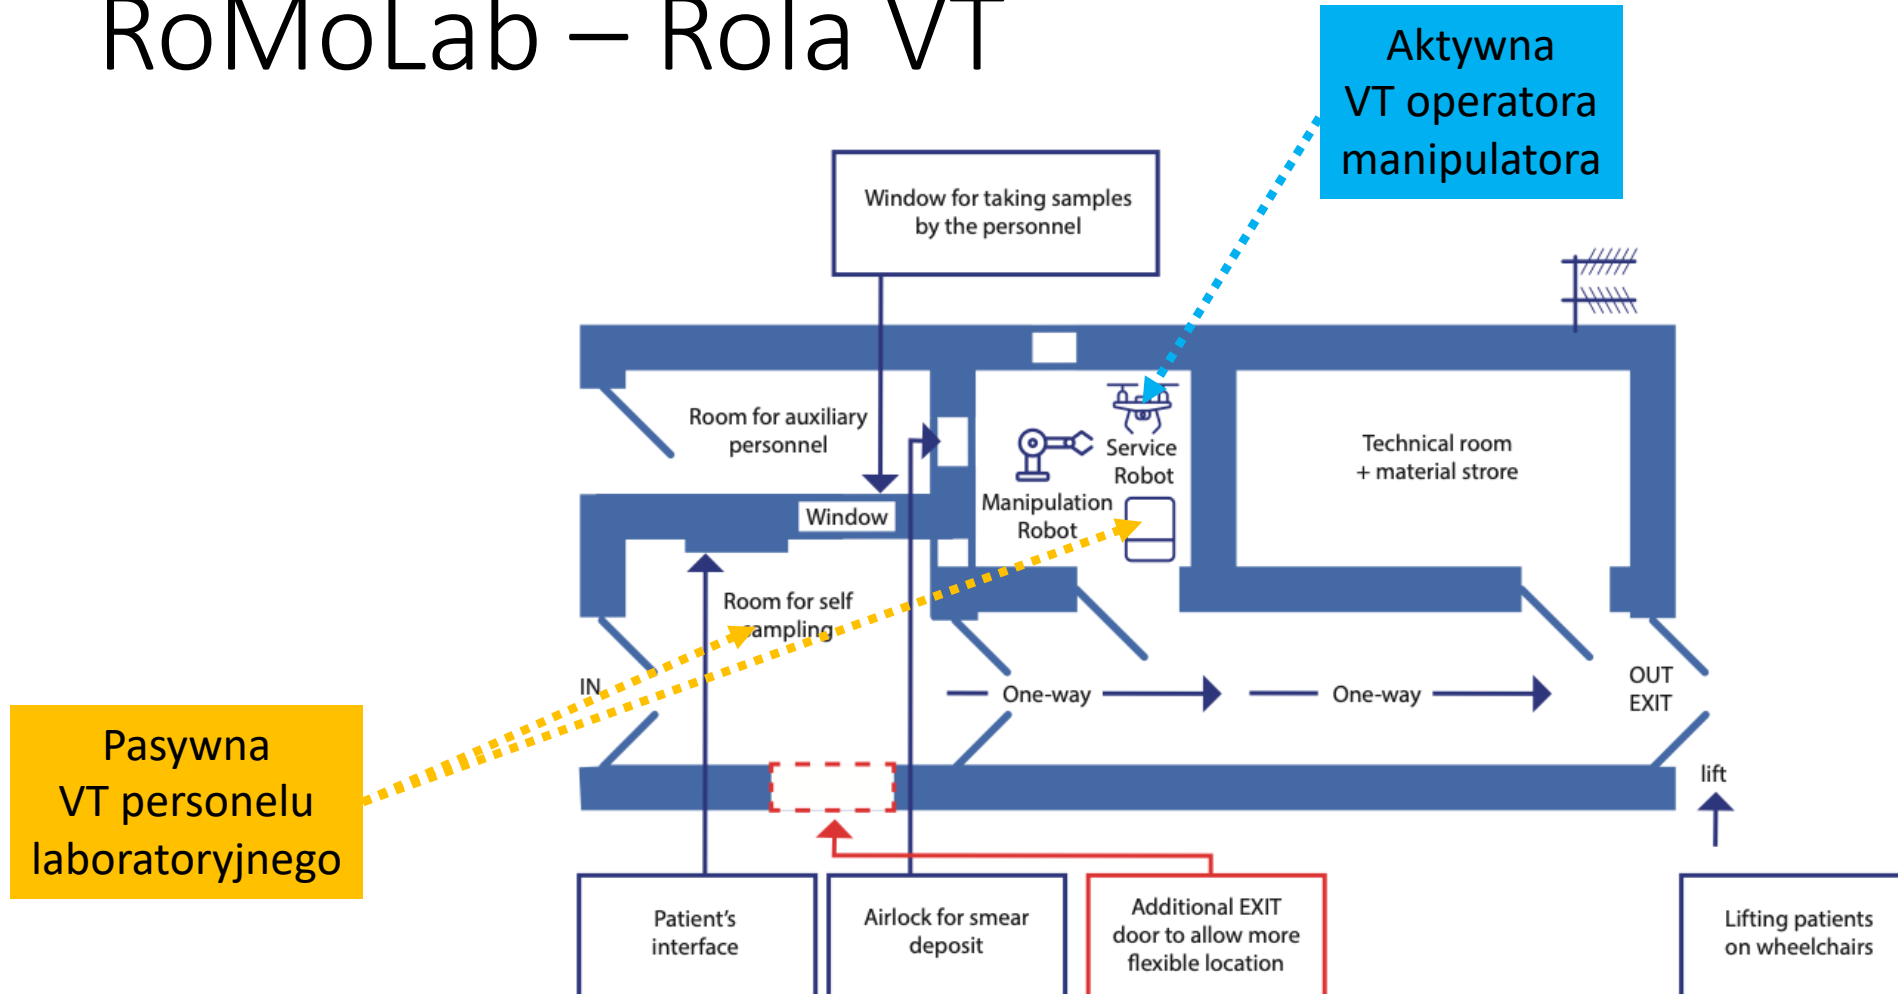 RoMoLab – Rola VT
Aktywna
VT operatora
manipulatora
Window for taking samples
by the personnel
Room for auxiliary
personnel
Service
Robot
Manipulation
Robot
Technical room
+ material strore
Window
Room for self
sampling
IN
One-way
One-way
OUT
EXIT
Pasywna
VT personelu
laboratoryjnego
lift
Patient’s
interface
Airlock for smear
deposit
Additional EXIT
door to allow more
flexible location
Lifting patients
on wheelchairs